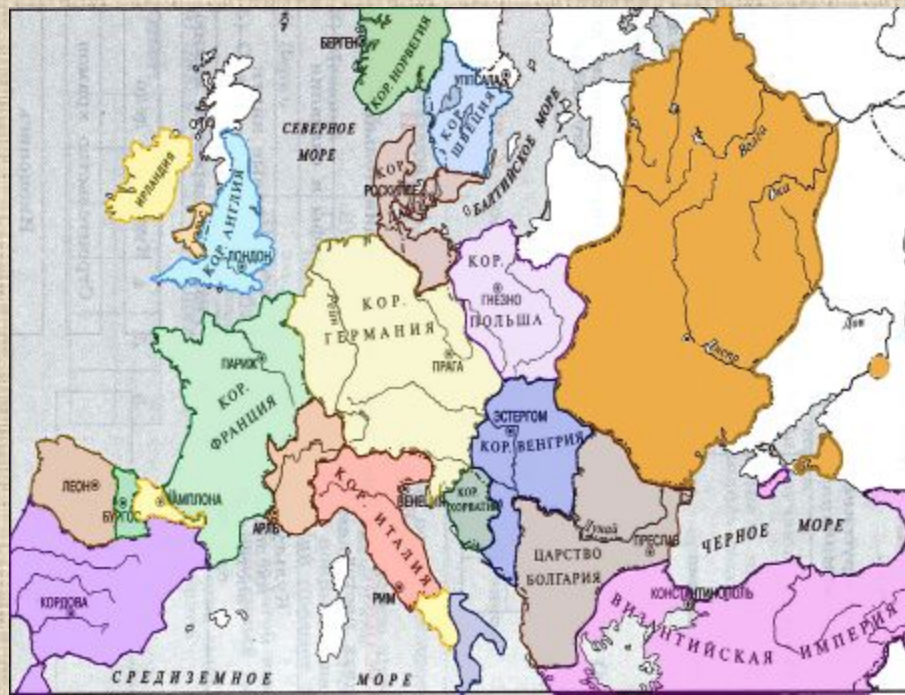 БЕРГЕН
КОР. НОРВЕГИЯ
УППСАЛА
КОР. ШВЕЦИЯ
СЕВЕРНОЕ
МОРЕ
БАЛТИЙСКОЕ МОРЕ
Волга
Ока
ИРЛАНДИЯ
КОР. АНГЛИЯ
ЛОНДОН
КОР.
РОСКИЛЛЕ
ДАНИЯ
КОР.
ГНЕЗНО
ПОЛЬША
КОР.
ГЕРМАНИЯ
Рейн
ПРАГА
Дон
Днепр
ПАРИЖ
КОР.
ФРАНЦИЯ
ЭСТЕРГОМ
КОР. ВЕНГРИЯ
ЛЕОН
БУРГОС
ПАМПЛОНА
АРЛЬ
КОР. ИТАЛИЯ
ВЕНЕЦИЯ
КОР.
ХОРВАТИЯ
Дунай
ПРЕСЛАВ
ЦАРСТВО
БОЛГАРИЯ
ЧЕРНОЕ МОРЕ
КОРДОВА
РИМ
КОНСТАНТИНОПОЛЬ
ВИЗАНТИЙСКАЯ ИМПЕРИЯ
СРЕДИЗЕМНОЕ МОРЕ